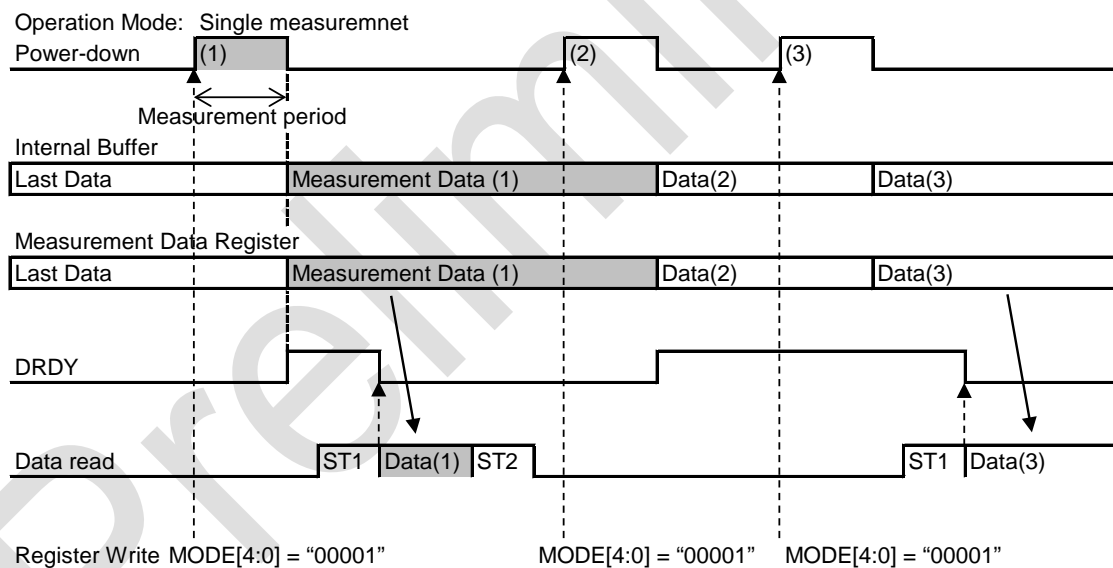 Operation Mode: Single measuremnet
Power-down (1) (2) (3)
Measurement period
Internal Buffer
Last Data Measurement Data (1) Data(2) Data(3)
Measurement Data Register
Last Data Measurement Data (1) Data(2) Data(3)
DRDY
Data read ST1 Data(1) ST2 ST1 Data(3)
Register Write MODE[4:0] = “00001” MODE[4:0] = “00001” MODE[4:0] = “00001”